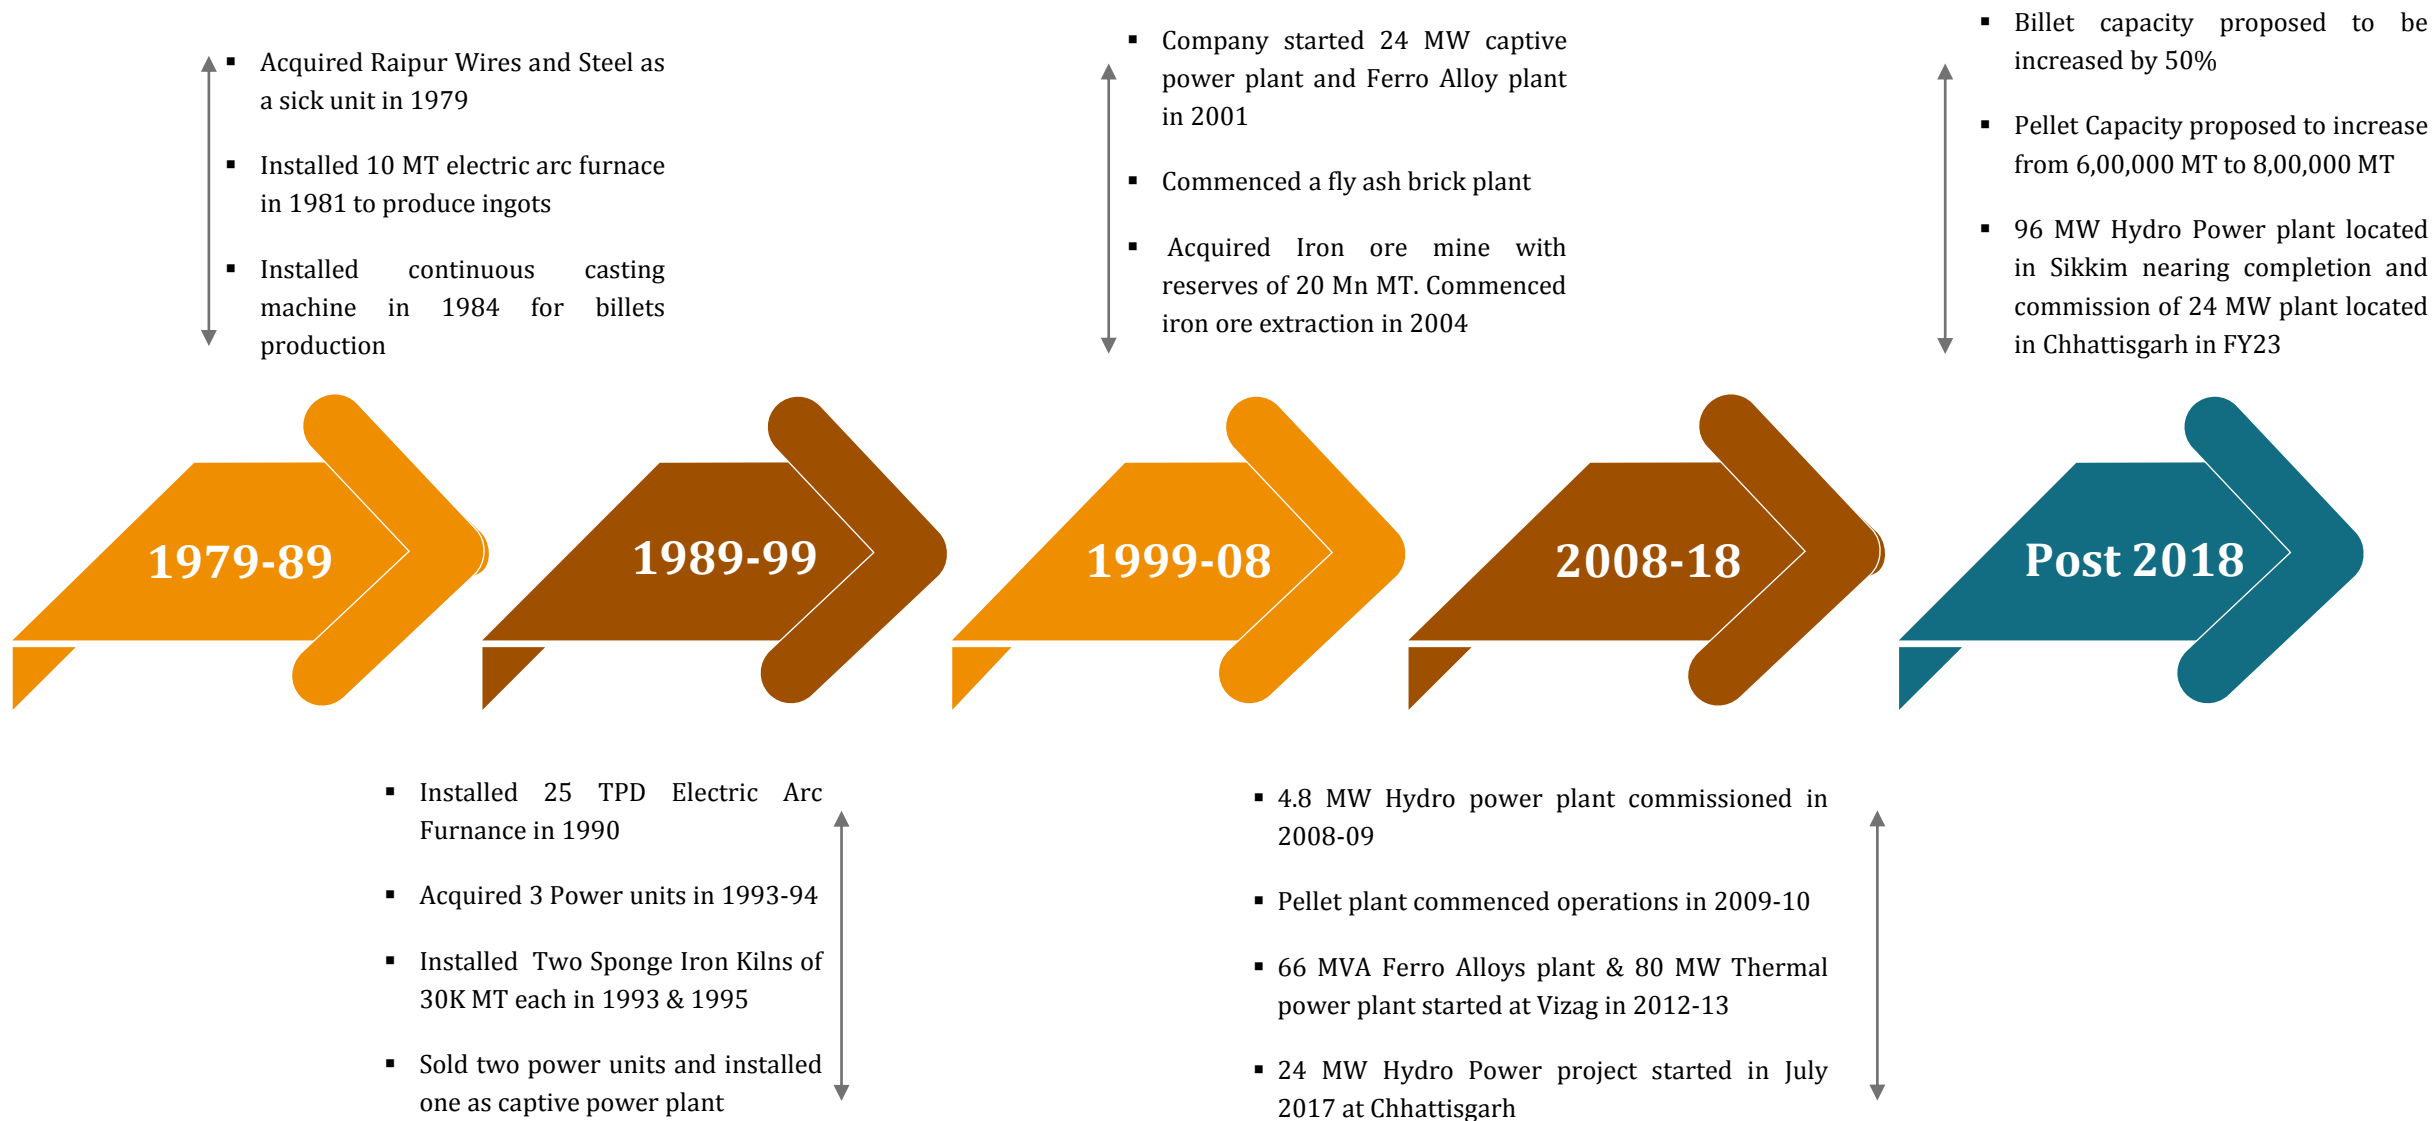 Acquired Raipur Wires and Steel as
a sick unit in 1979
Installed 10 MT electric arc furnace
in 1981 to produce ingots
Installed continuous casting
machine in 1984 for billets
production
Company started 24 MW captive
power plant and Ferro Alloy plant
in 2001
Commenced a fly ash brick plant
Acquired Iron ore mine with
reserves of 20 Mn MT. Commenced
iron ore extraction in 2004
Billet capacity proposed to be
increased by 50%
Pellet Capacity proposed to increase
from 6,00,000 MT to 8,00,000 MT
96 MW Hydro Power plant located
in Sikkim nearing completion and
commission of 24 MW plant located
in Chhattisgarh in FY23
1979-89
1989-99
1999-08
2008-18
Post 2018
Installed 25 TPD Electric Arc
Furnance in 1990
Acquired 3 Power units in 1993-94
Installed Two Sponge Iron Kilns of
30K MT each in 1993 & 1995
Sold two power units and installed
one as captive power plant
4.8 MW Hydro power plant commissioned in
2008-09
Pellet plant commenced operations in 2009-10
66 MVA Ferro Alloys plant & 80 MW Thermal
power plant started at Vizag in 2012-13
24 MW Hydro Power project started in July
2017 at Chhattisgarh